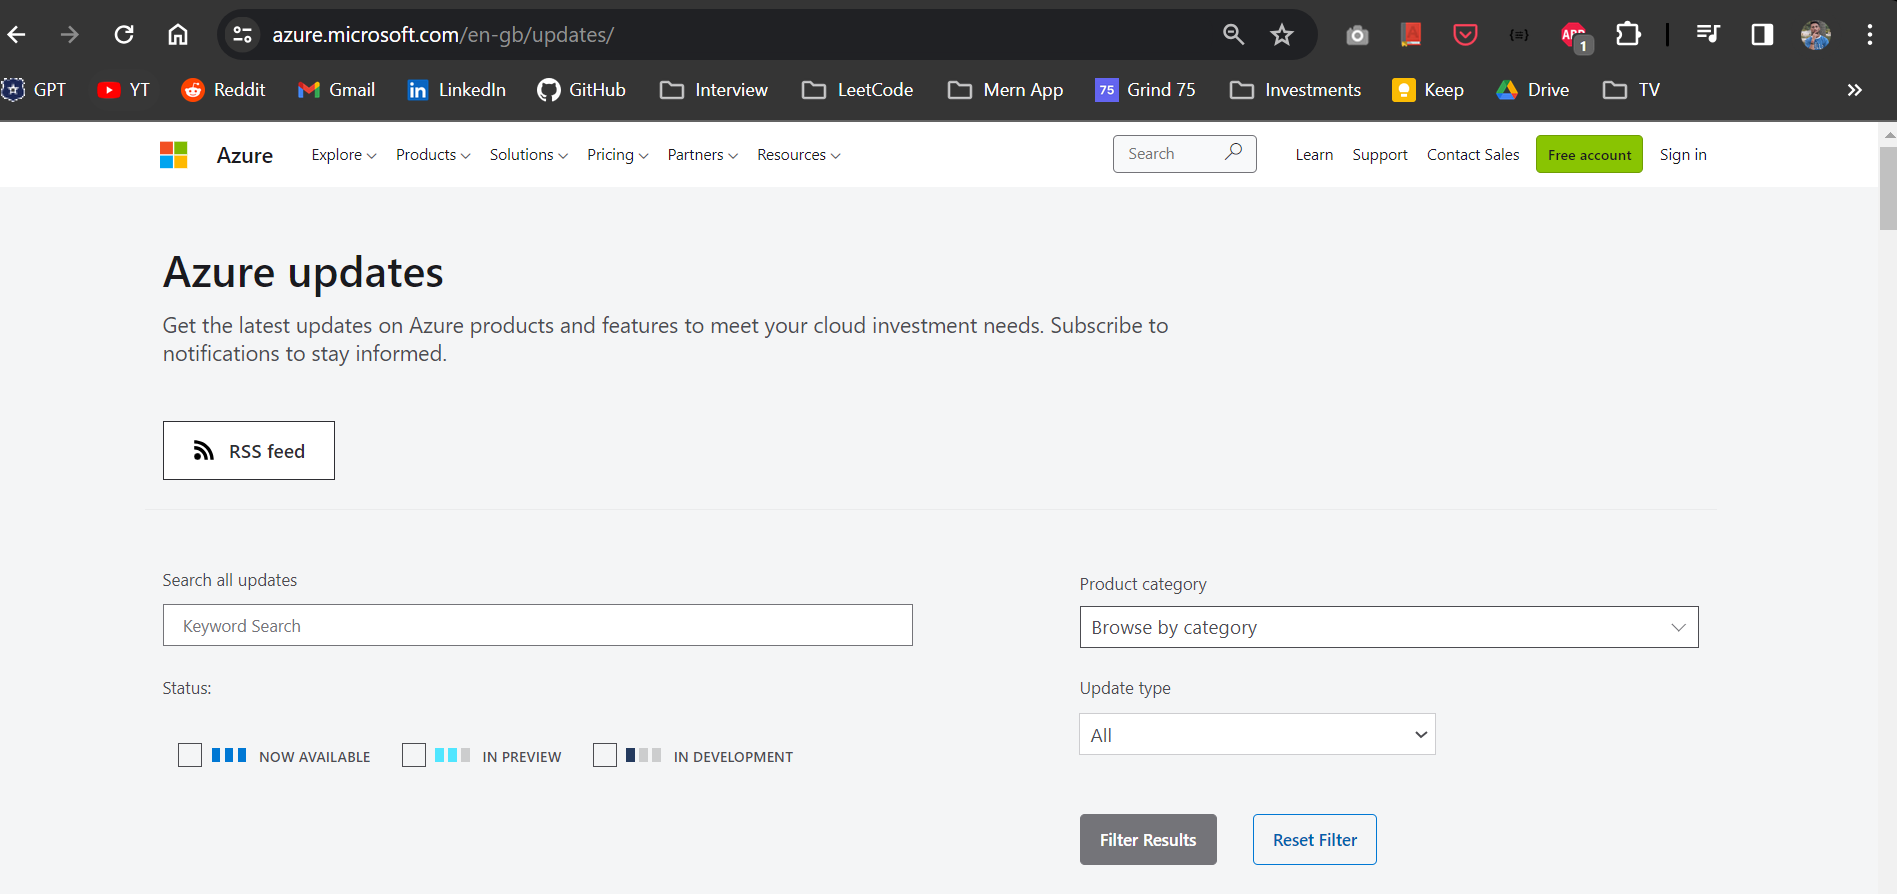 azure.microsoft.com/en-gb/updates/
1
GPT YT Reddit Gmail LinkedIn GitHub Interview LeetCode Mern App 75 Grind 75 Investments Keep Drive TV
Azure Explore Products Solutions Pricing Partners Resources Search Learn Support Contact Sales Free account Sign in
Azure updates
Get the latest updates on Azure products and features to meet your cloud investment needs. Subscribe to
notifications to stay informed.
RSS feed
Search all updates
Keyword Search
Status:
NOW AVAILABLE IN PREVIEW IN DEVELOPMENT
Product category
Browse by category
Update type
All
Filter Results Reset Filter